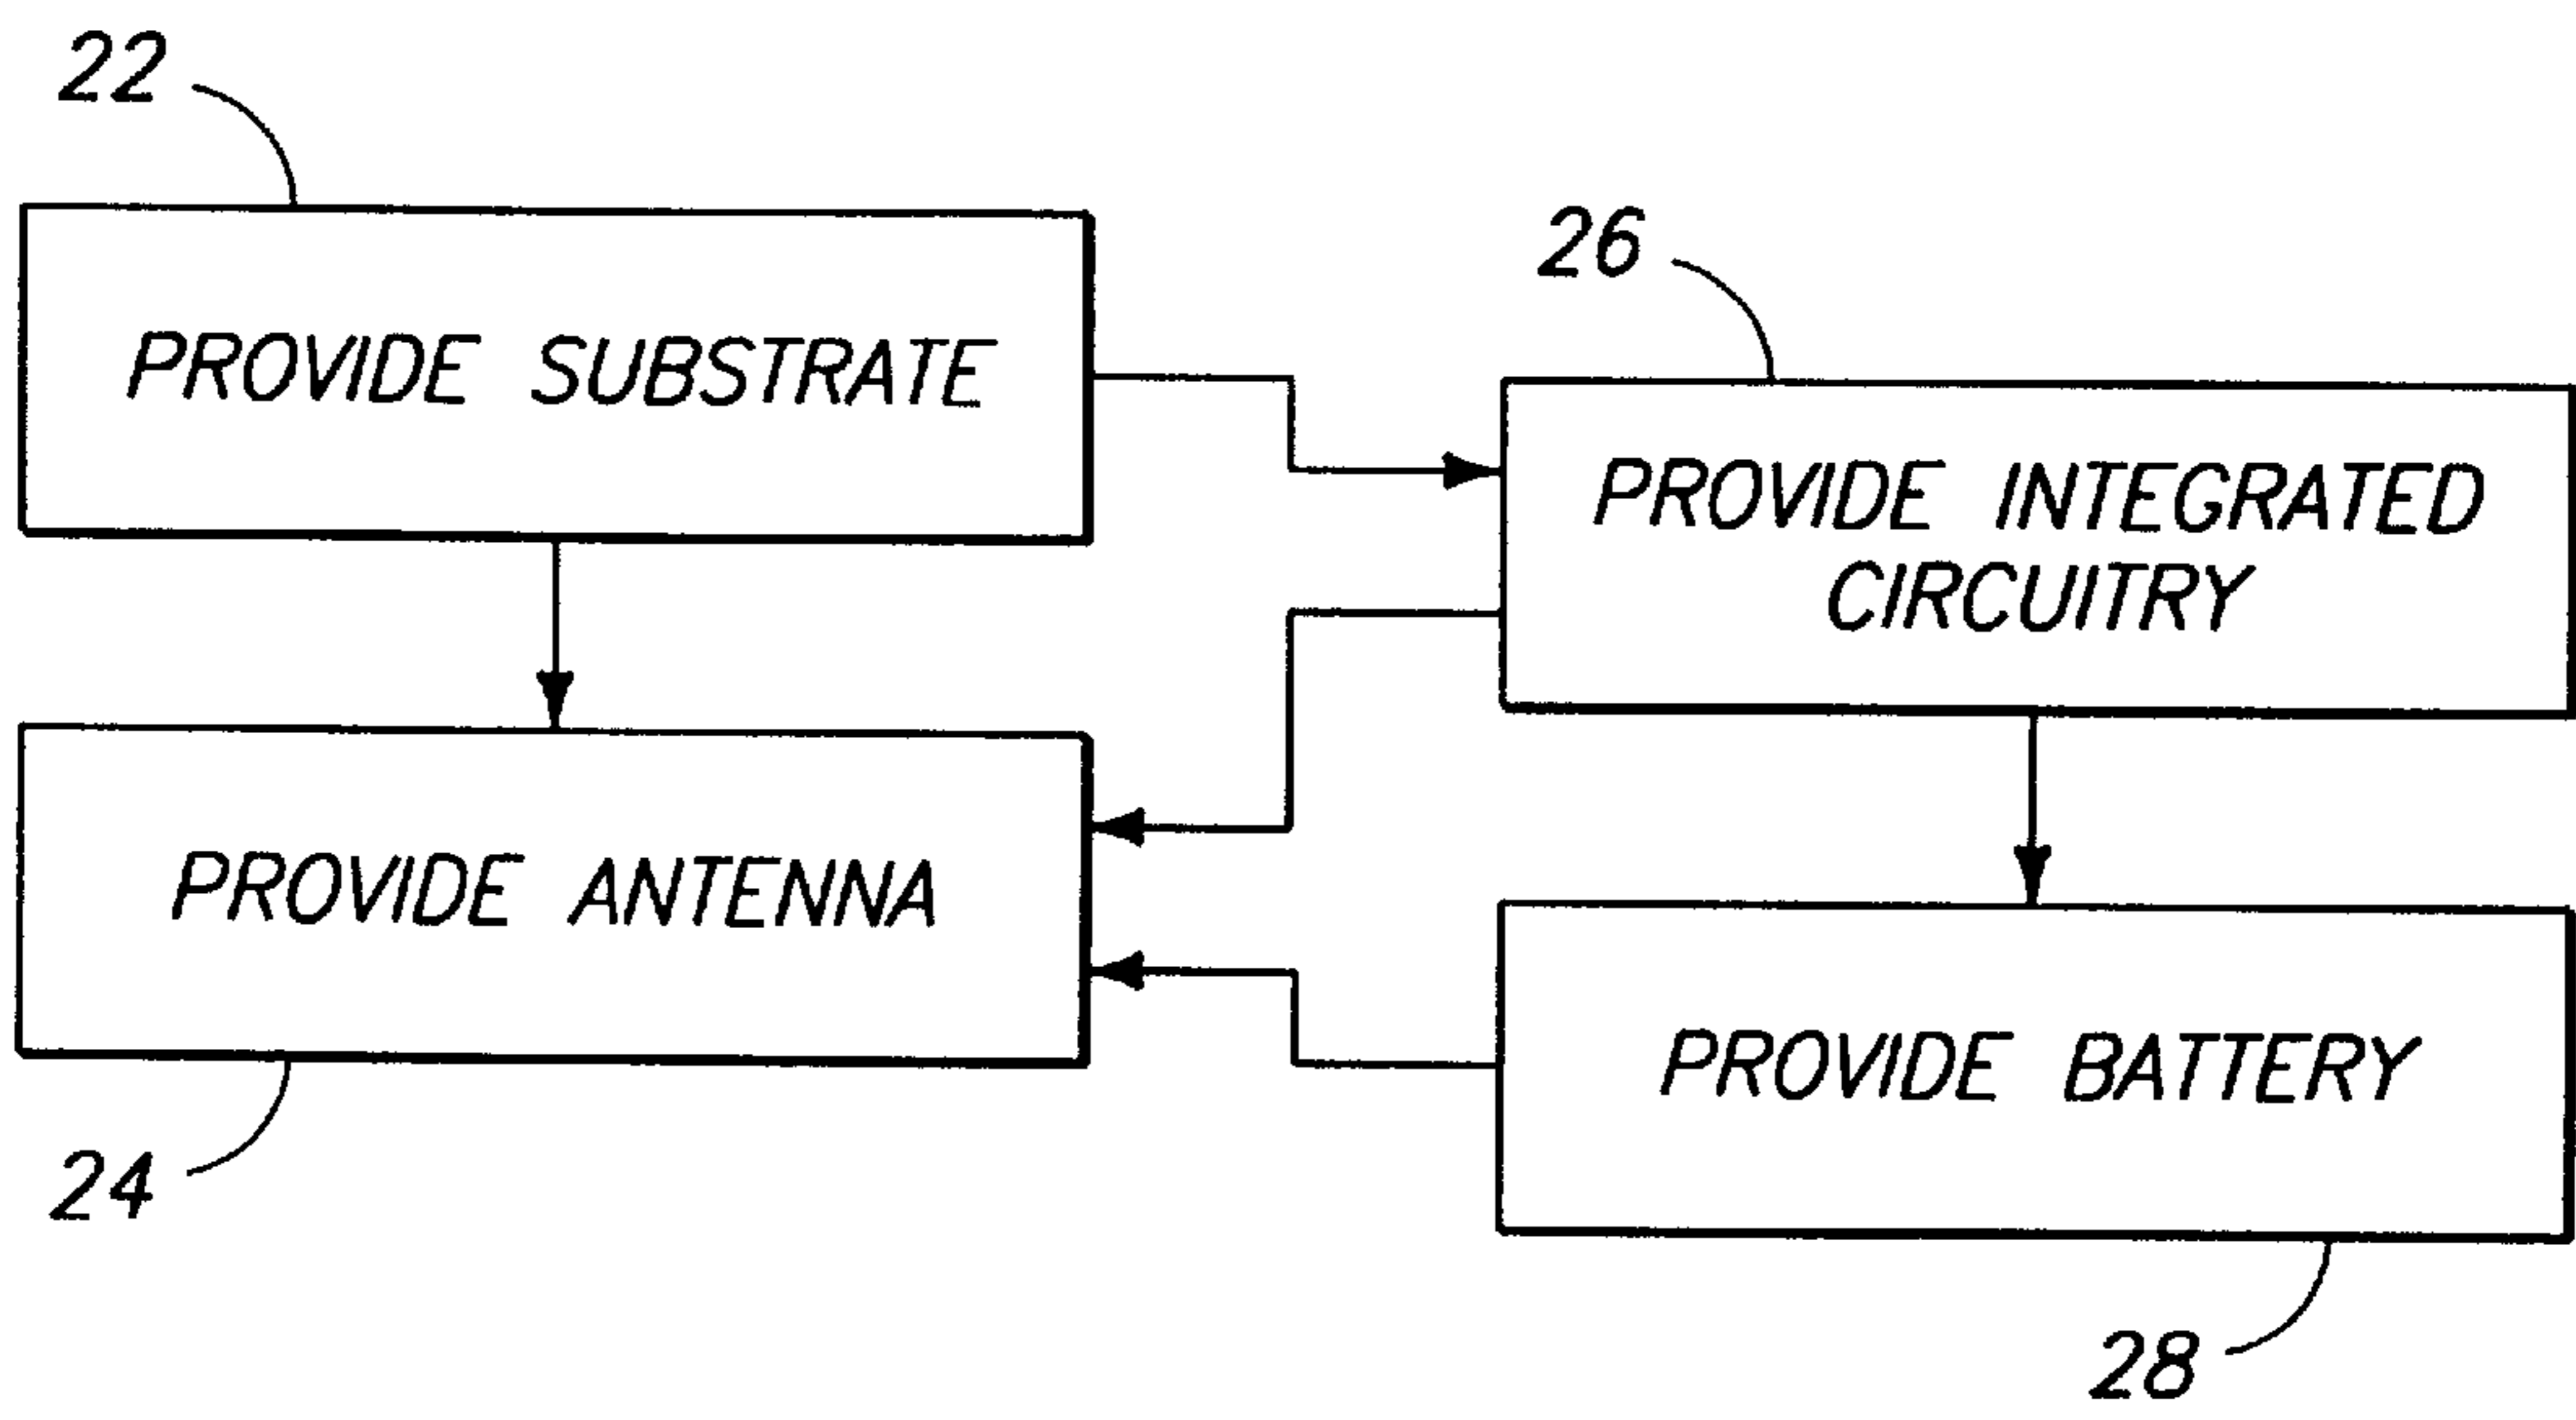 22
PROVIDE SUBSTRATE
26
PROVIDE INTEGRATED
CIRCUITRY
PROVIDE ANTENNA
24
PROVIDE BATTERY
28